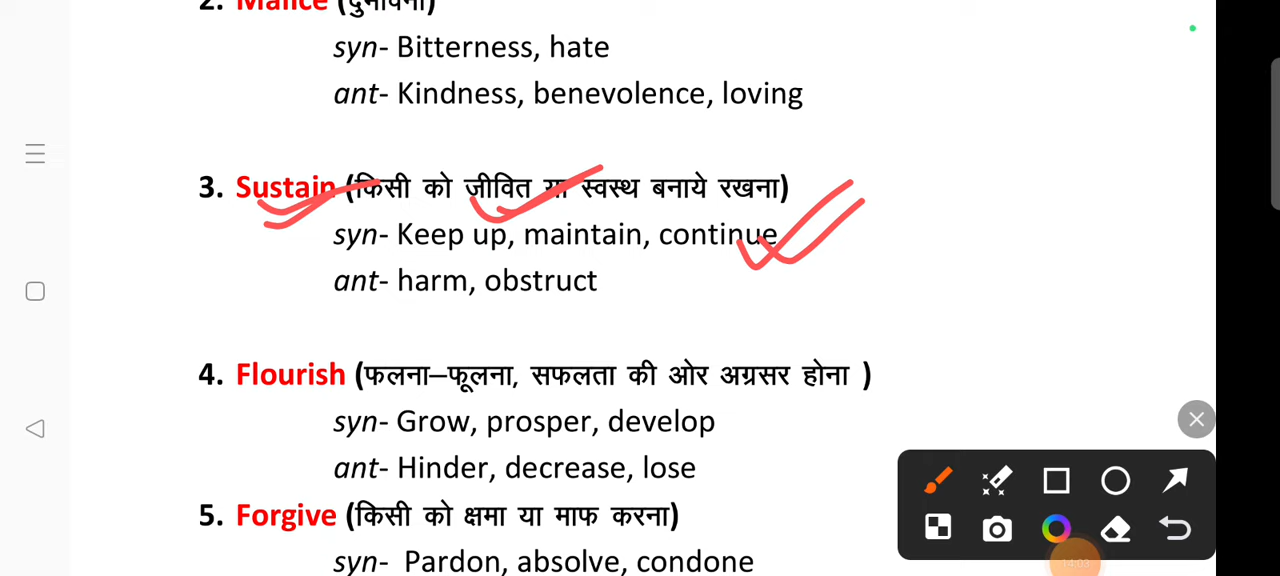 2. Malice (दुर्भावना)
syn- Bitterness, hate
ant- Kindness, benevolence, loving
3. Sustain (किसी को जीवित या स्वस्थ बनाये रखना)
syn- Keep up, maintain, continue
ant- harm, obstruct
4. Flourish (फलना–फूलना, सफलता की ओर अग्रसर होना )
syn- Grow, prosper, develop
ant- Hinder, decrease, lose
5. Forgive (किसी को क्षमा या माफ करना)
syn- Pardon, absolve, condone
14:03